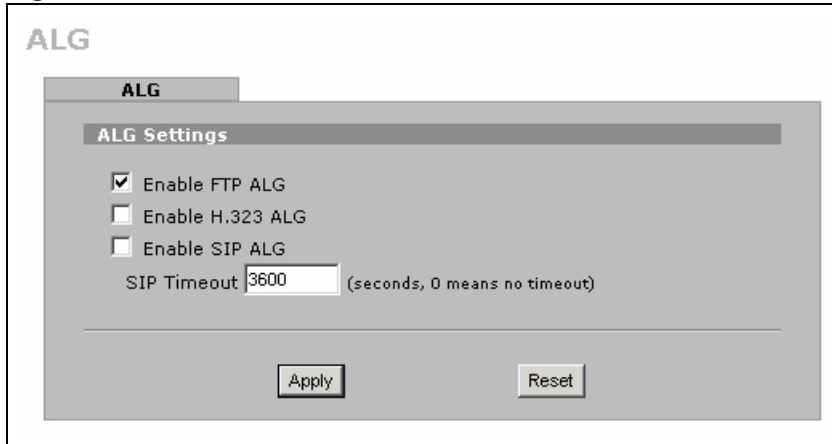 ALG
ALG
ALG Settings
Enable FTP ALG
Enable H.323 ALG
Enable SIP ALG
SIP Timeout 3600 (seconds, 0 means no timeout)
Apply Reset